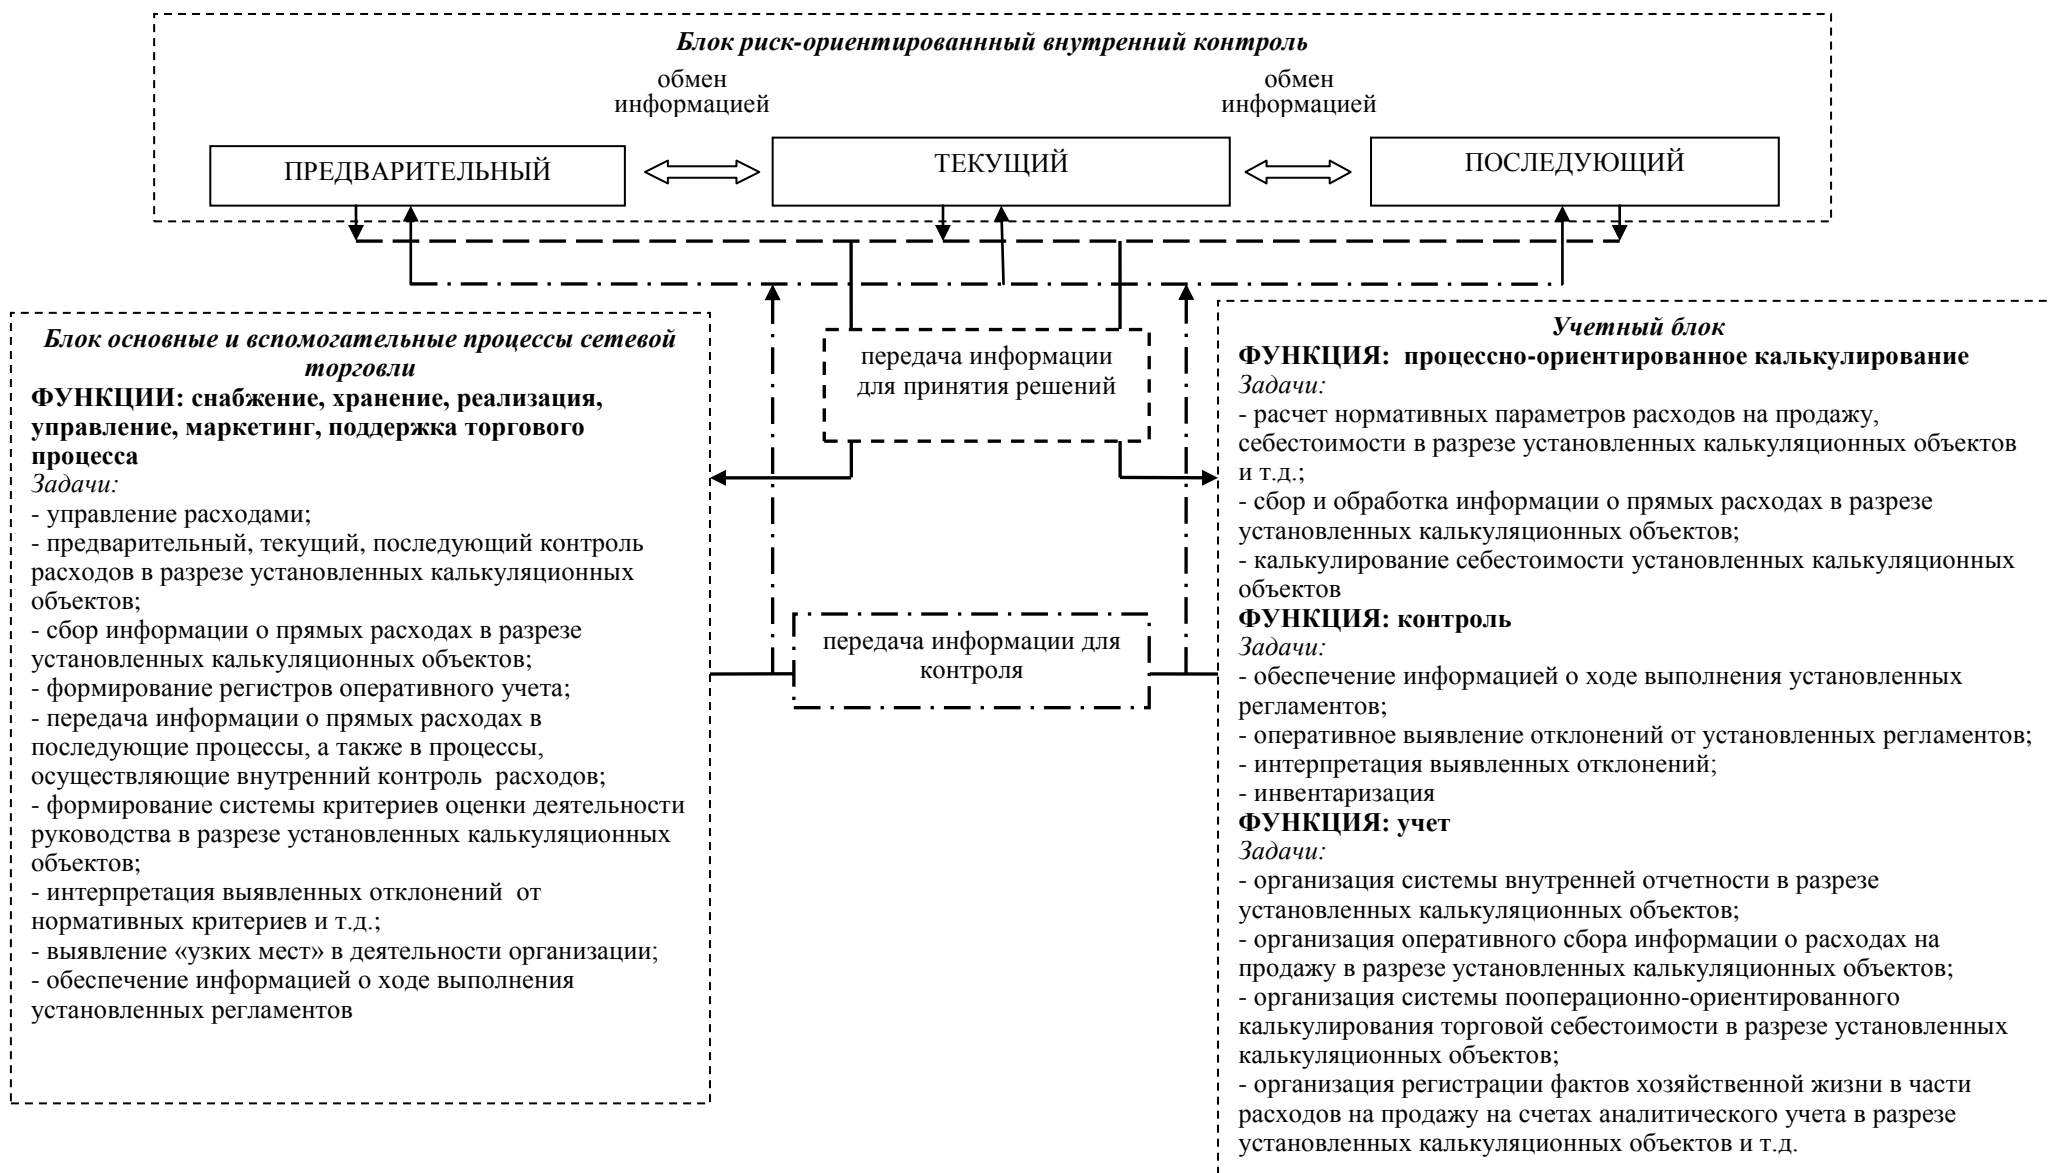 Блок риск-ориентированнный внутренний контроль
обмен
информацией
обмен
информацией
ПРЕДВАРИТЕЛЬНЫЙ
ТЕКУЩИЙ
ПОСЛЕДУЮЩИЙ
Блок основные и вспомогательные процессы сетевой
торговли
ФУНКЦИИ: снабжение, хранение, реализация,
управление, маркетинг, поддержка торгового
процесса
Задачи:
- управление расходами;
- предварительный, текущий, последующий контроль
расходов в разрезе установленных калькуляционных
объектов;
- сбор информации о прямых расходах в разрезе
установленных калькуляционных объектов;
- формирование регистров оперативного учета;
- передача информации о прямых расходах в
последующие процессы, а также в процессы,
осуществляющие внутренний контроль  расходов;
- формирование системы критериев оценки деятельности
руководства в разрезе установленных калькуляционных
объектов;
- интерпретация выявленных отклонений  от
нормативных критериев и т.д.;
- выявление «узких мест» в деятельности организации;
- обеспечение информацией о ходе выполнения
установленных регламентов
передача информации
для принятия решений
передача информации для
контроля
Учетный блок
ФУНКЦИЯ:  процессно-ориентированное калькулирование
Задачи:
- расчет нормативных параметров расходов на продажу,
себестоимости в разрезе установленных калькуляционных объектов
и т.д.;
- сбор и обработка информации о прямых расходах в разрезе
установленных калькуляционных объектов;
- калькулирование себестоимости установленных калькуляционных
объектов
ФУНКЦИЯ: контроль
Задачи:
- обеспечение информацией о ходе выполнения установленных
регламентов;
- оперативное выявление отклонений от установленных регламентов;
- интерпретация выявленных отклонений;
- инвентаризация
ФУНКЦИЯ: учет
Задачи:
- организация системы внутренней отчетности в разрезе
установленных калькуляционных объектов;
- организация оперативного сбора информации о расходах на
продажу в разрезе установленных калькуляционных объектов;
- организация системы пооперационно-ориентированного
калькулирования торговой себестоимости в разрезе установленных
калькуляционных объектов;
- организация регистрации фактов хозяйственной жизни в части
расходов на продажу на счетах аналитического учета в разрезе
установленных калькуляционных объектов и т.д.